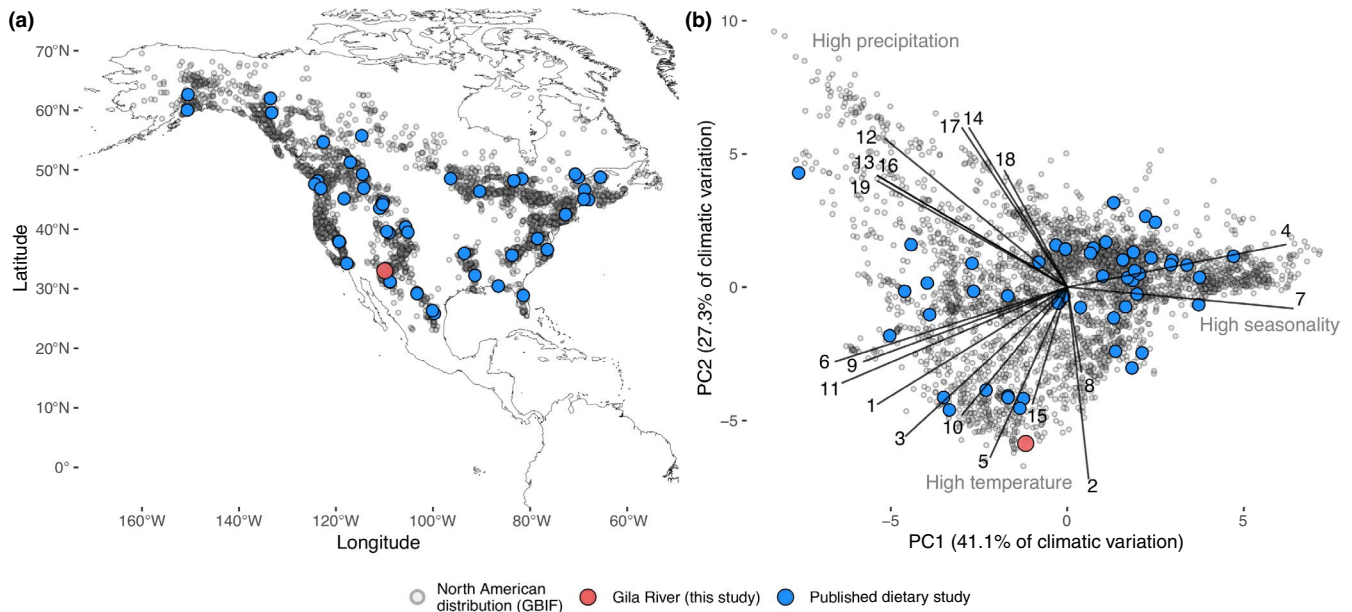 (a)
70°N
60°N
50°N
40°N
30°N
20°N
10°N
0°
Latitude
160°W
140°W
120°W
100°W
80°W
60°W
Longitude
(b)
10
5
0
−5
PC2 (27.3% of climatic variation)
High precipitation
17
14
12
18
13
16
19
4
7
High seasonality
6
9
11
8
1
15
10
3
5
2
High temperature
−5
0
5
PC1 (41.1% of climatic variation)
North American
distribution (GBIF)
Gila River (this study)
Published dietary study